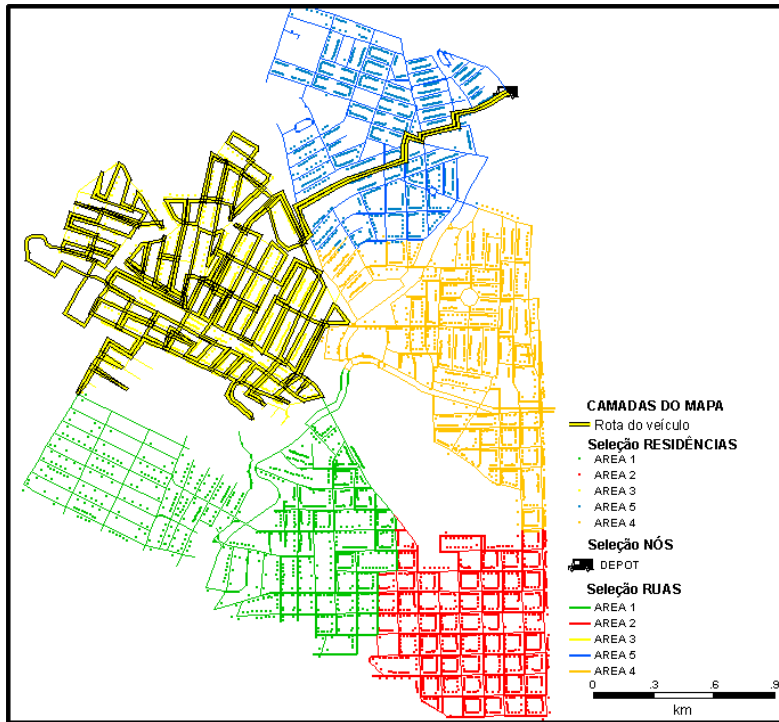 CAMADAS DO MAPA
Rota do veículo
Seleção RESIDÊNCIAS
AREA 1
AREA 2
AREA 3
AREA 5
AREA 4
Seleção NÓS
DEPOT
Seleção RUAS
AREA 1
AREA 2
AREA 3
AREA 5
AREA 4
0 .3 .6 .9
km